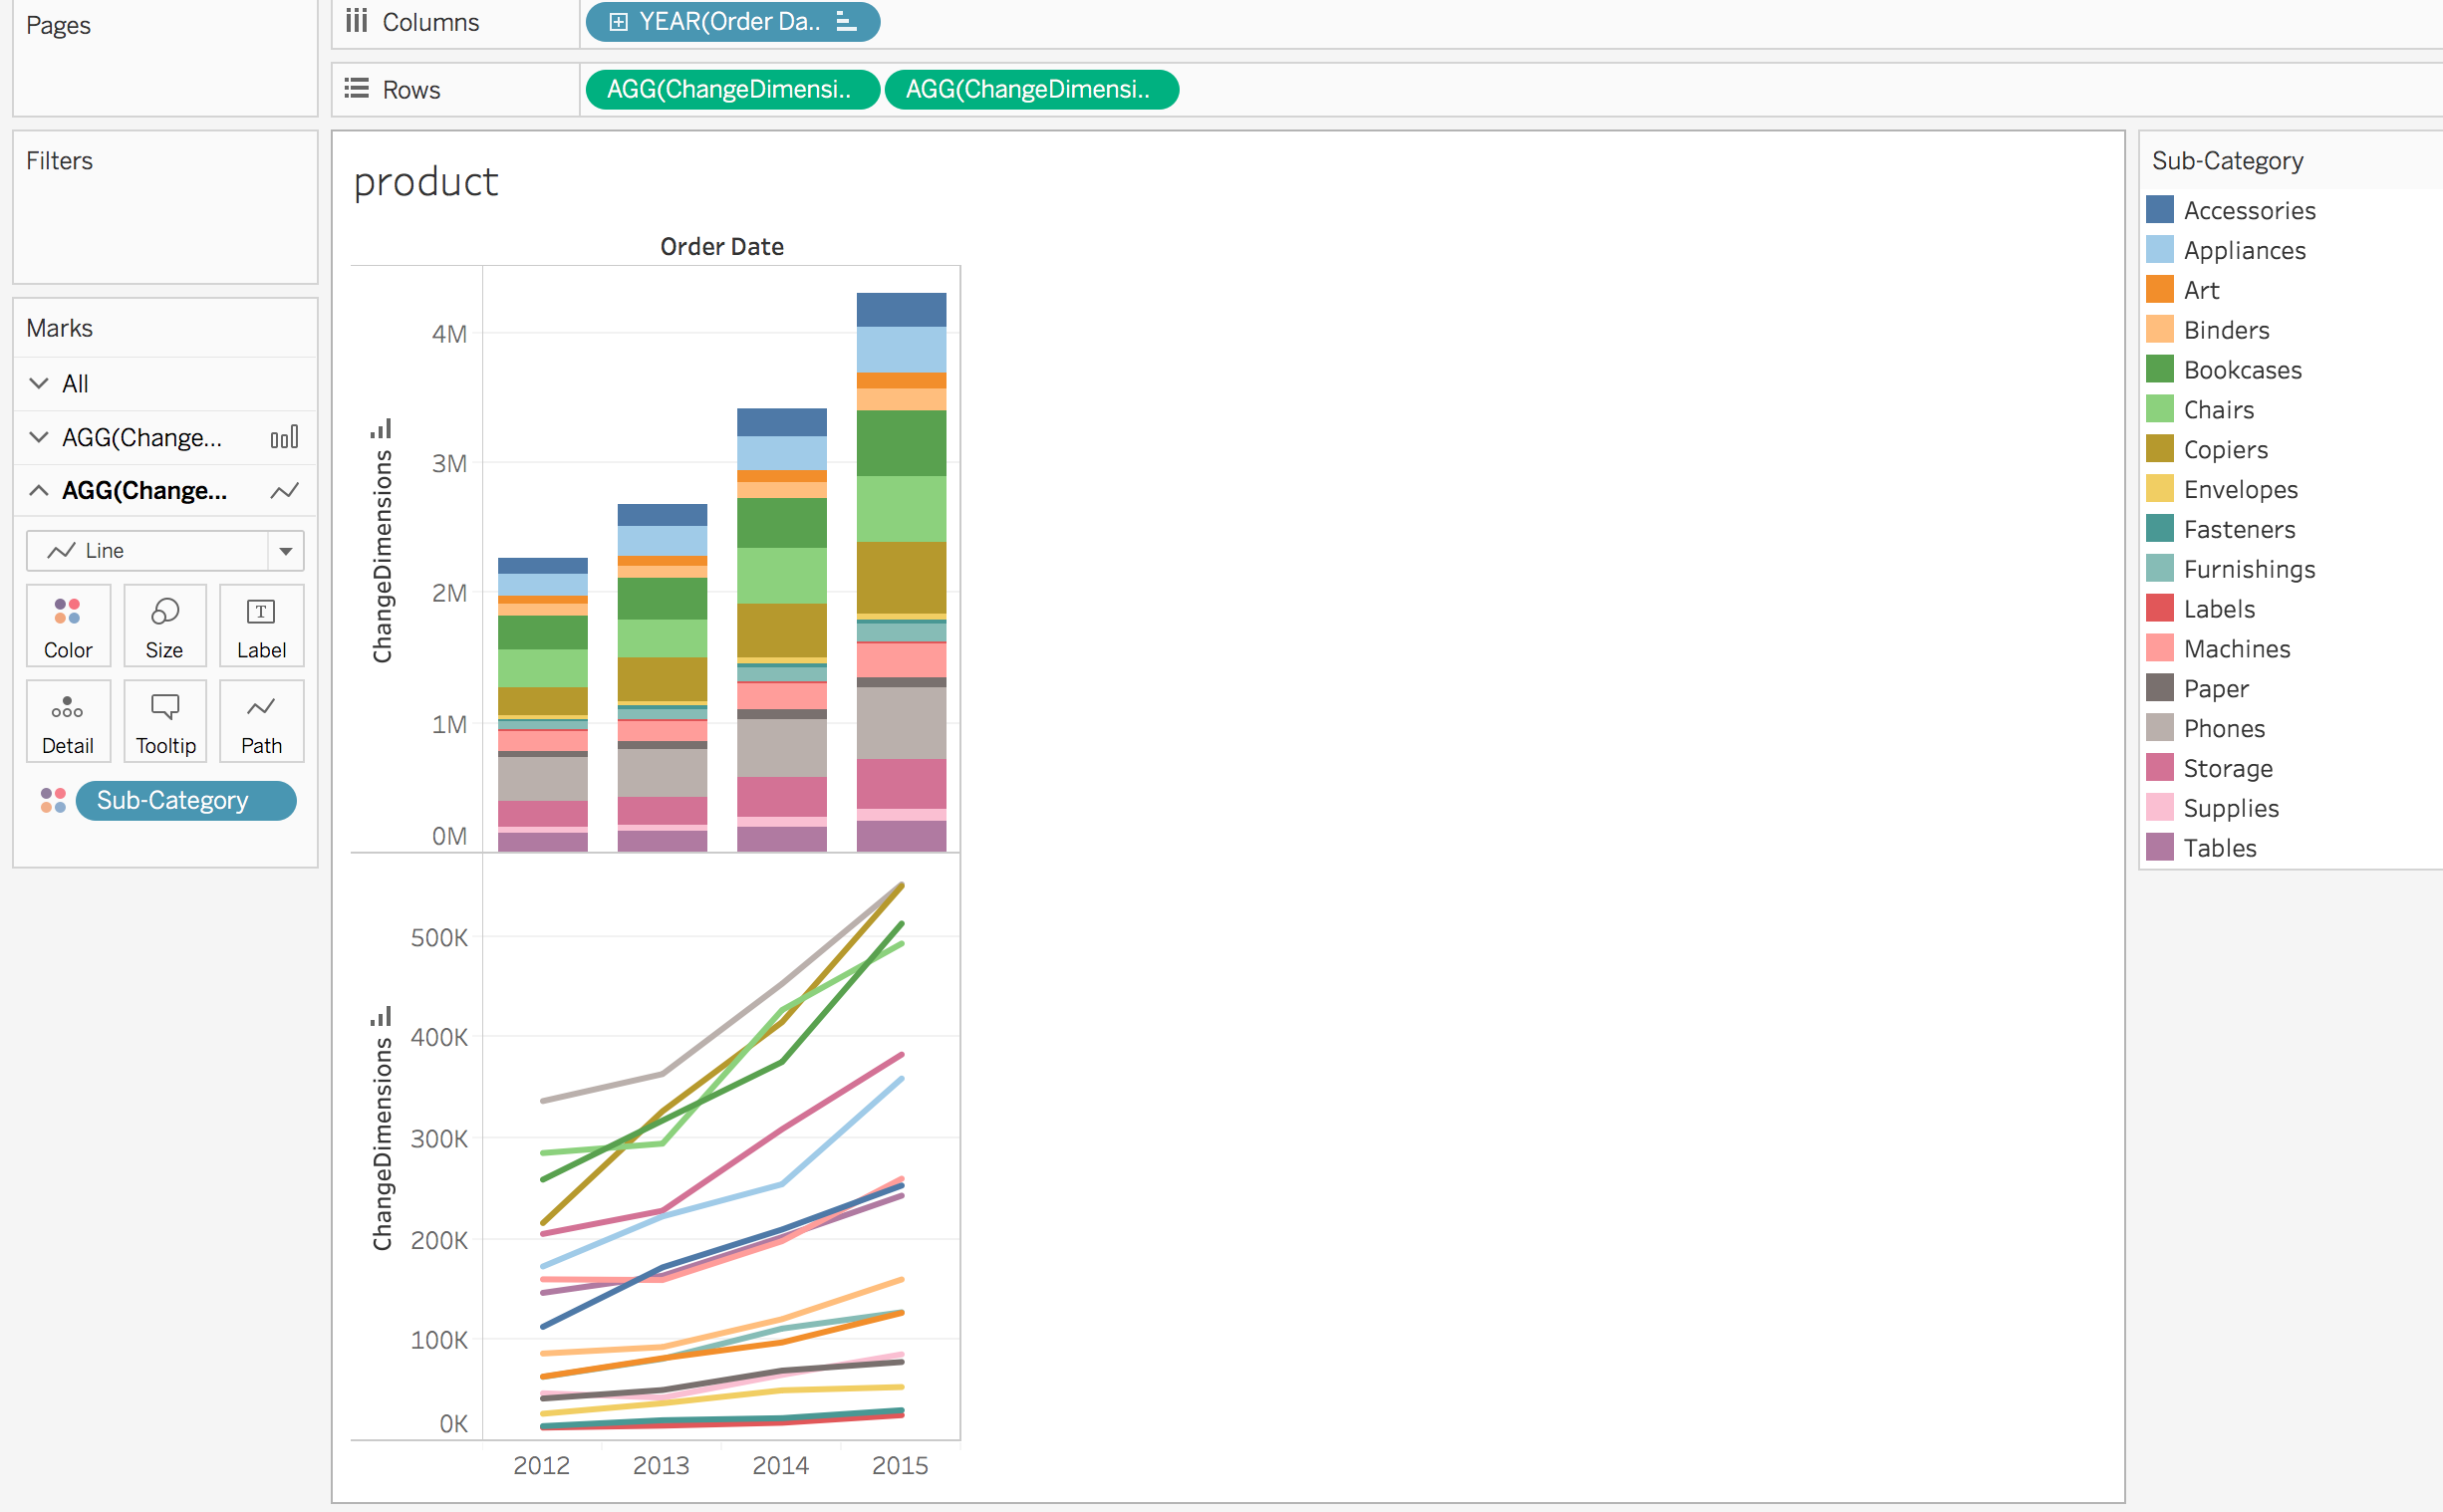 Pages
Columns
YEAR(Order Da..
Rows
AGG(ChangeDimensi..
AGG(ChangeDimensi..
Filters
Marks
All
AGG(Change...
AGG(Change...
Line
Color
Size
Label
Detail
Tooltip
Path
Sub-Category
product
Order Date
ChangeDimensions
4M
3M
2M
1M
0M
ChangeDimensions
500K
400K
300K
200K
100K
0K
2012
2013
2014
2015
Sub-Category
Accessories
Appliances
Art
Binders
Bookcases
Chairs
Copiers
Envelopes
Fasteners
Furnishings
Labels
Machines
Paper
Phones
Storage
Supplies
Tables